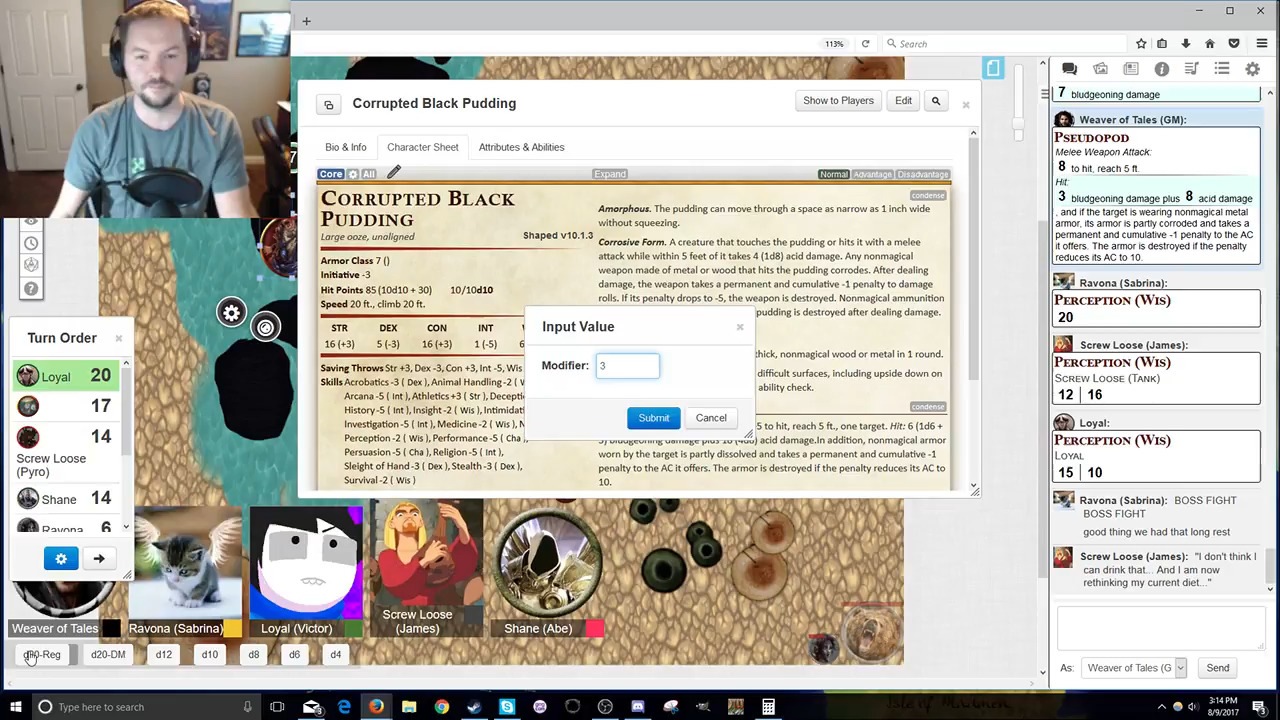 113%
Search
Corrupted Black Pudding
Show to Players
Edit
Bio & Info
Character Sheet
Attributes & Abilities
Core
All
Expand
Normal
Advantage
Disadvantage
CORRUPTED BLACK
PUDDING
Large ooze, unaligned
Shaped v10.1.3
Armor Class 7 ()
Initiative -3
Hit Points 85 (10d10 + 30) 10/10d10
Speed 20 ft., climb 20 ft.
STR DEX CON INT
16 (+3) 5 (-3) 16 (+3) 1 (-5)
Saving Throws Str +3, Dex -3, Con +3, Int -5, Wis
Skills Acrobatics -3 ( Dex ), Animal Handling -2 (
Arcana -5 ( Int ), Athletics +3 ( Str ), Decepti
History -5 ( Int ), Insight -2 ( Wis ), Intimidat
Investigation -5 ( Int ), Medicine -2 ( Wis ), N
Perception -2 ( Wis ), Performance -5 ( Cha
Persuasion -5 ( Cha ), Religion -5 ( Int ),
Sleight of Hand -3 ( Dex ), Stealth -3 ( Dex ),
Survival -2 ( Wis )
condense
Amorphous. The pudding can move through a space as narrow as 1 inch wide
without squeezing.
Corrosive Form. A creature that touches the pudding or hits it with a melee
attack while within 5 feet of it takes 4 (1d8) acid damage. Any nonmagical
weapon made of metal or wood that hits the pudding corrodes. After dealing
damage, the weapon takes a permanent and cumulative -1 penalty to damage
rolls. If its penalty drops to -5, the weapon is destroyed. Nonmagical ammunition
pudding is destroyed after dealing damage.
thick, nonmagical wood or metal in 1 round.
difficult surfaces, including upside down on
ability check.
condense
5 to hit, reach 5 ft., one target. Hit: 6 (1d6 +
acid damage.In addition, nonmagical armor
worn by the target is partly dissolved and takes a permanent and cumulative -1
penalty to the AC it offers. The armor is destroyed if the penalty reduces its AC to
10.
Input Value
Modifier: 3
Submit
Cancel
Turn Order
Loyal 20
17
14
Screw Loose
(Pyro)
Shane 14
Ravona 6
Weaver of Tales
Ravona (Sabrina)
Loyal (Victor)
Screw Loose
(James)
Shane (Abe)
d20-DM
d12
d10
d8
d6
d4
7 bludgeoning damage
Weaver of Tales (GM):
PSEUDOPOD
Melee Weapon Attack:
8 to hit, reach 5 ft.
Hit:
3 bludgeoning damage plus 8 acid damage
, and if the target is wearing nonmagical metal
armor, its armor is partly corroded and takes a
permanent and cumulative -1 penalty to the AC
it offers. The armor is destroyed if the penalty
reduces its AC to 10.
Ravona (Sabrina):
PERCEPTION (WIS)
20
Screw Loose (James):
PERCEPTION (WIS)
SCREW LOOSE (TANK)
12 | 16
Loyal:
PERCEPTION (WIS)
LOYAL
15 | 10
Ravona (Sabrina): BOSS FIGHT
BOSS FIGHT
good thing we had that long rest
Screw Loose (James): "I don't think I
can drink that... And I am now
rethinking my current diet..."
As:
Weaver of Tales (G
Send
Type here to search
3:14 PM
8/9/2017